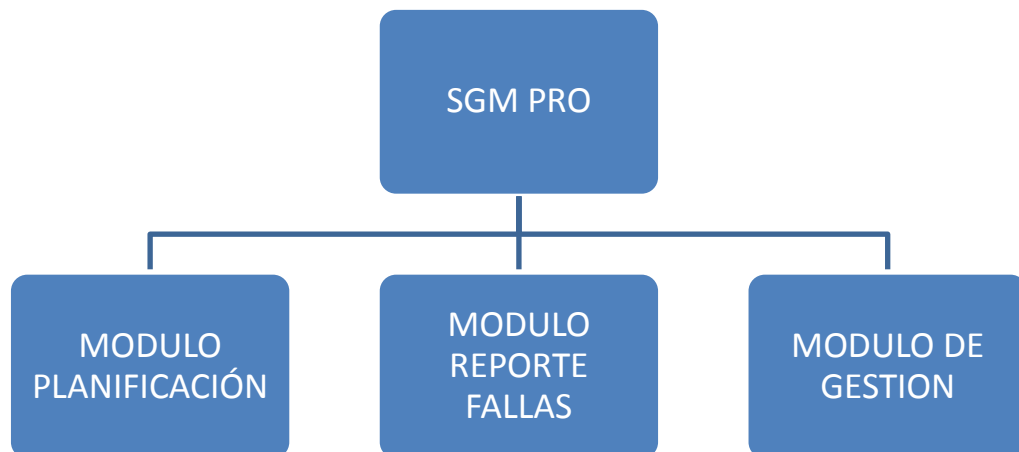 SGM PRO
MODULO
PLANIFICACIÓN
MODULO
REPORTE
FALLAS
MODULO DE
GESTION